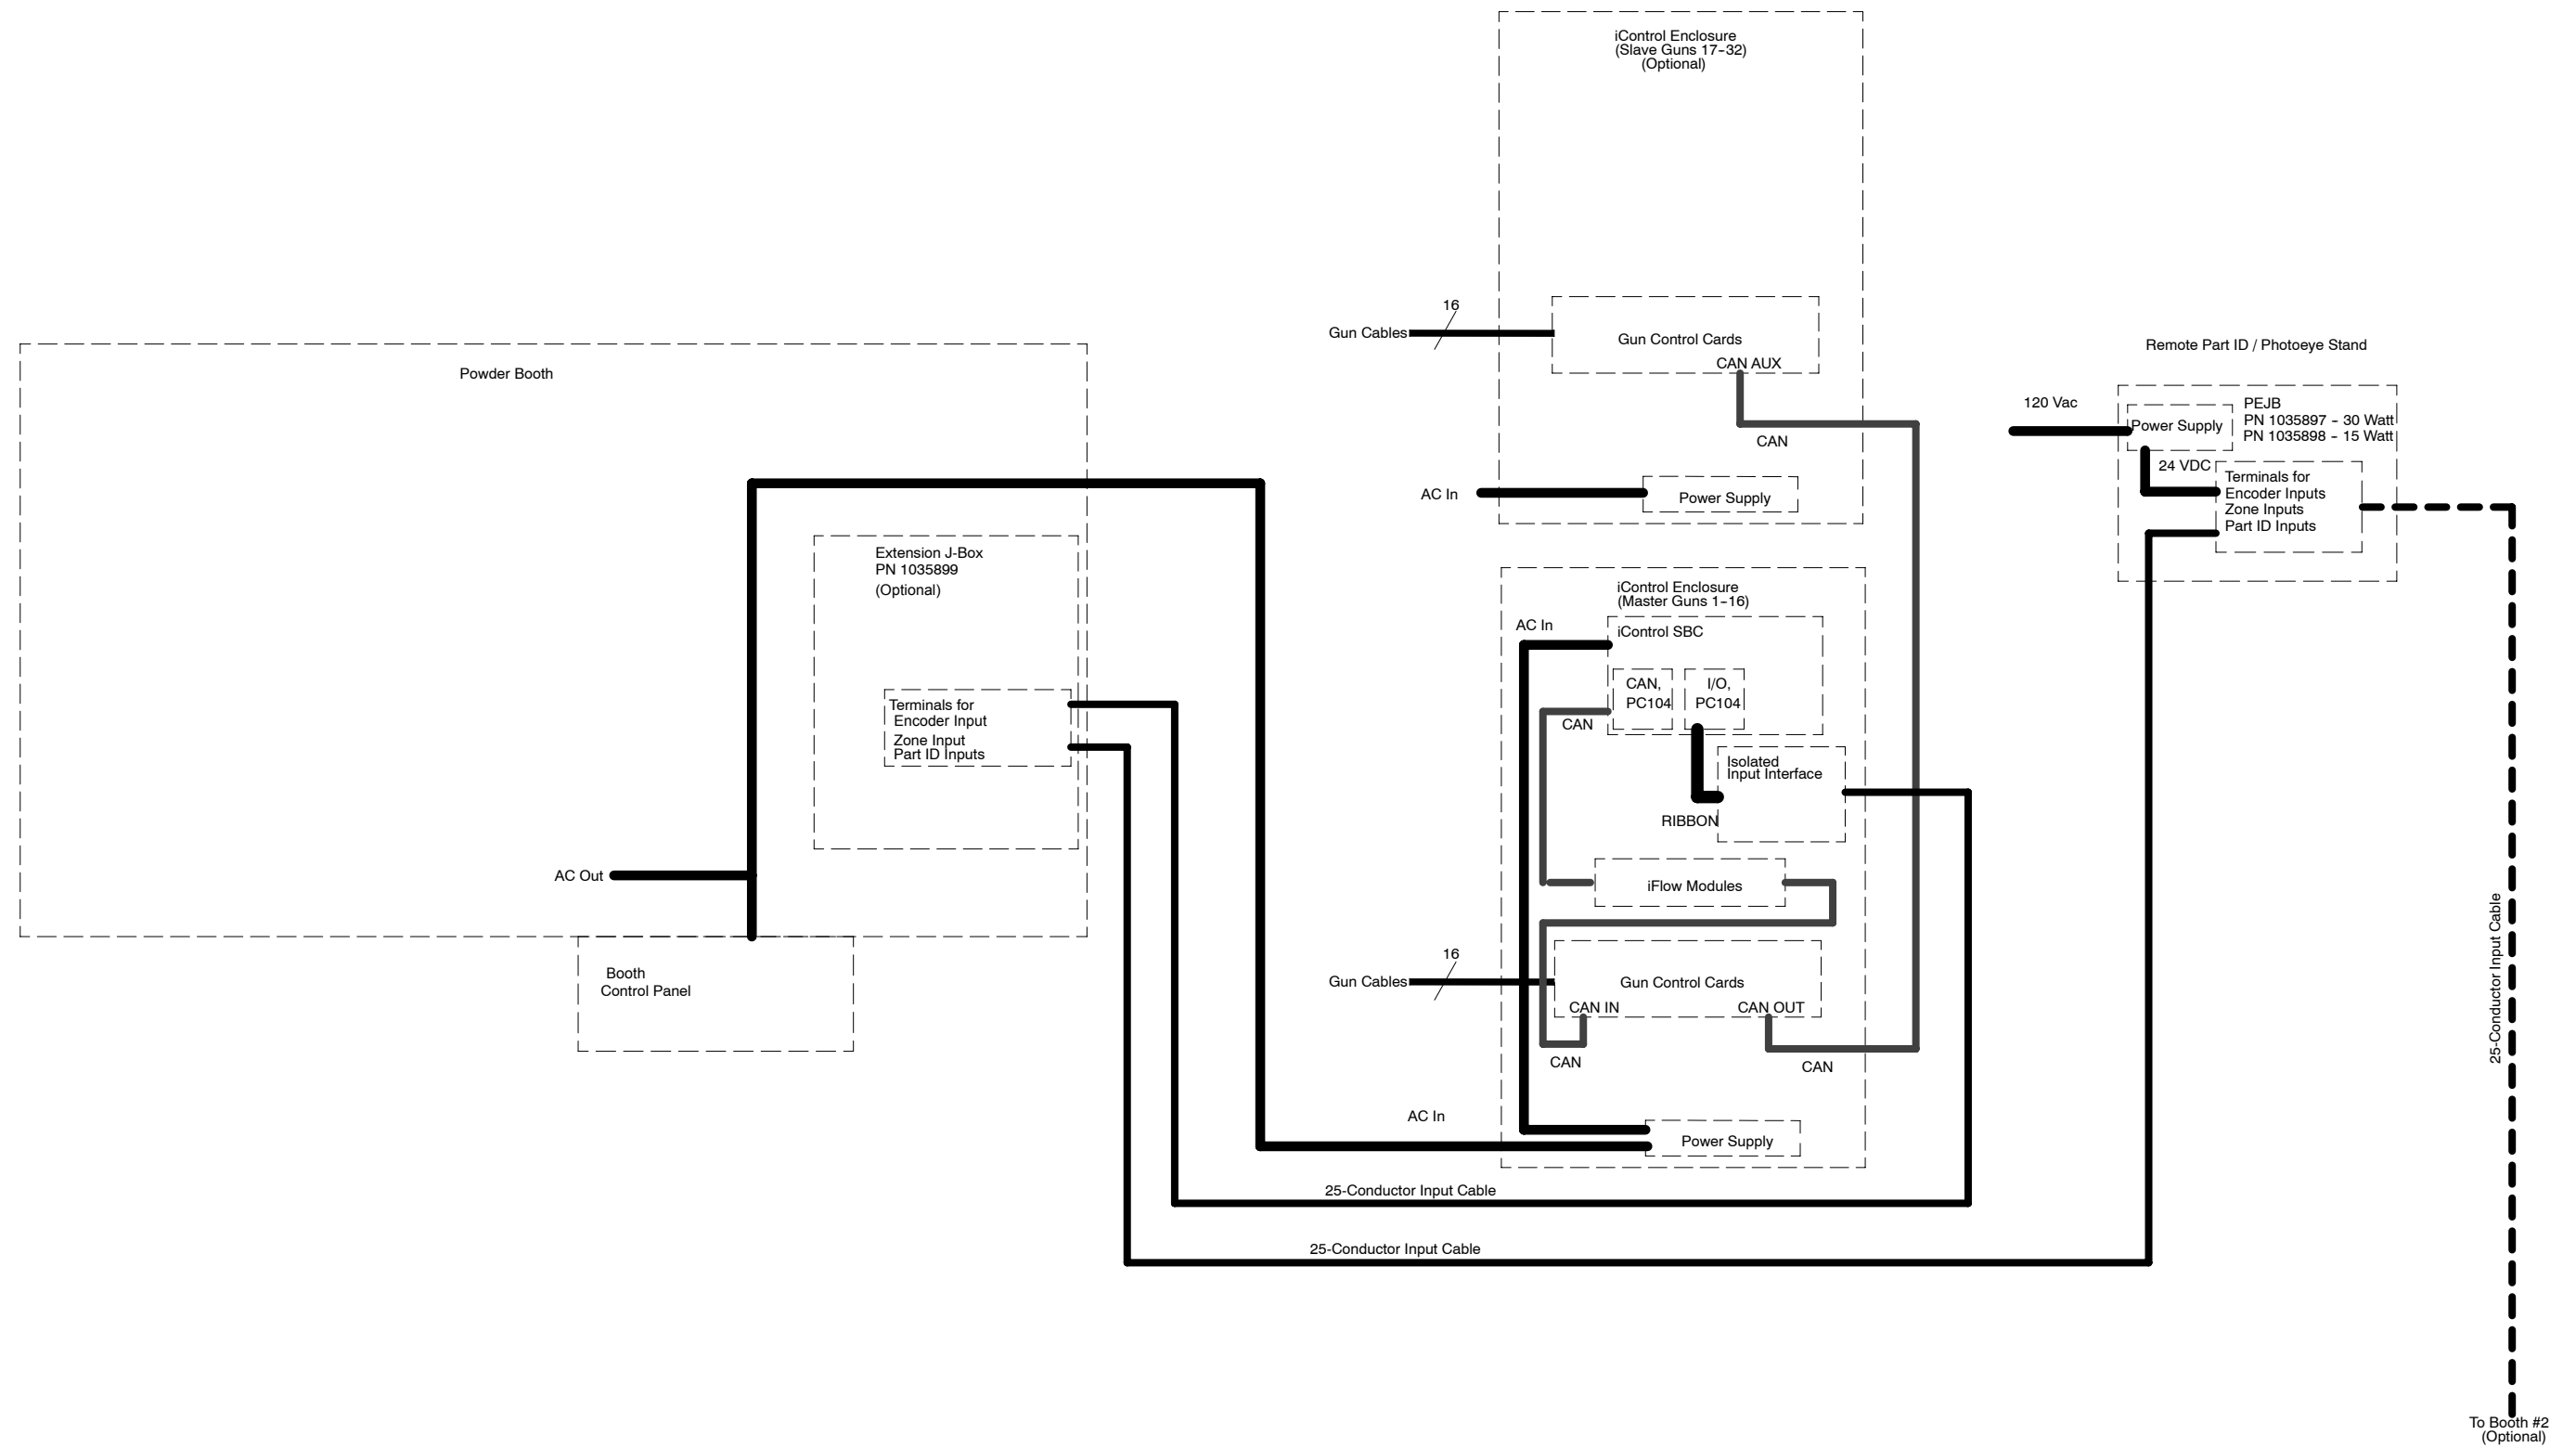 iControl Enclosure
(Slave Guns 17-32)
(Optional)
16
Gun Cables
Gun Control Cards
CAN AUX
CAN
AC In
Power Supply
Remote Part ID / Photoeye Stand
120 Vac
Power Supply
PEJB
PN 1035897 - 30 Watt
PN 1035898 - 15 Watt
24 VDC
Terminals for
Encoder Inputs
Zone Inputs
Part ID Inputs
Powder Booth
Extension J-Box
PN 1035899
(Optional)
Terminals for
Encoder Input
Zone Input
Part ID Inputs
AC Out
Booth
Control Panel
iControl Enclosure
(Master Guns 1-16)
AC In
iControl SBC
CAN,
PC104
I/O,
PC104
CAN
Isolated
Input Interface
RIBBON
iFlow Modules
16
Gun Cables
Gun Control Cards
CAN IN
CAN OUT
CAN
CAN
AC In
Power Supply
25-Conductor Input Cable
25-Conductor Input Cable
25-Conductor Input Cable
To Booth #2
(Optional)